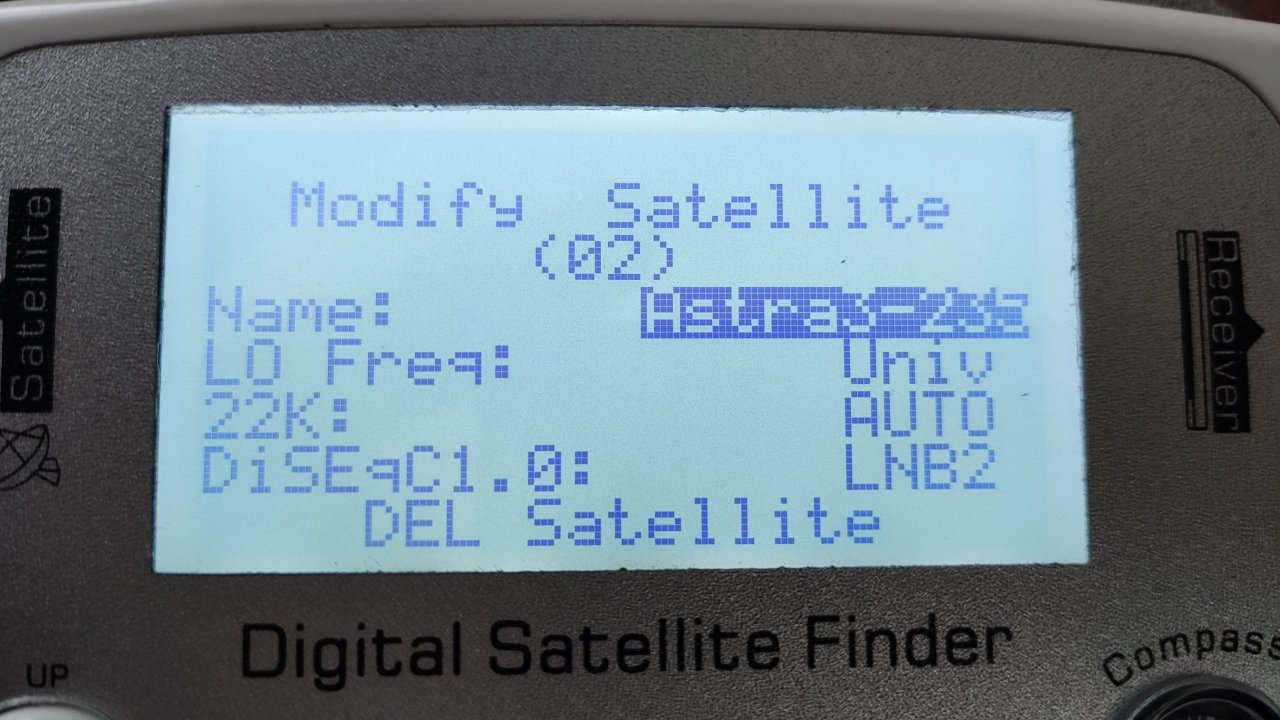 Modify Satellite
(02)
Name:
LO Freq: Univ
22K: AUTO
DiSEqC1.0: LNB2
DEL Satellite
Satellite
Receiver
Digital Satellite Finder
UP
Compass